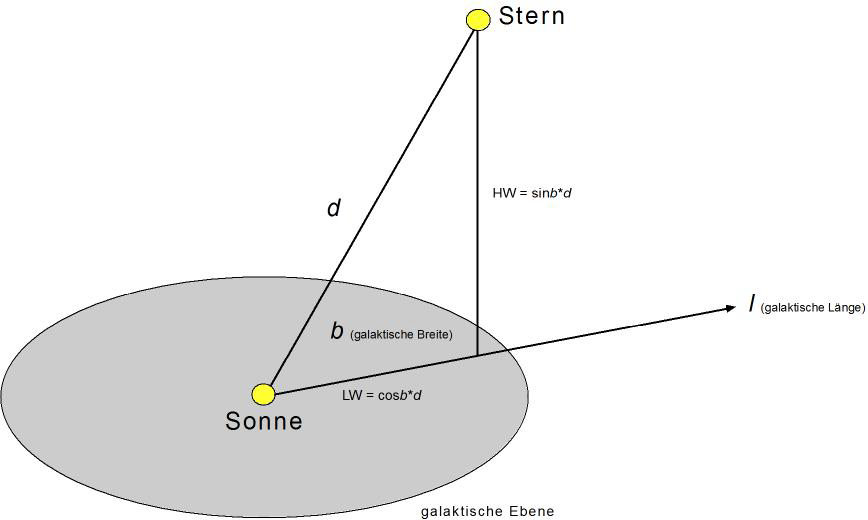 Stern
HW = sinb*d
d
l (galaktische Länge)
b (galaktische Breite)
LW = cosb*d
Sonne
galaktische Ebene